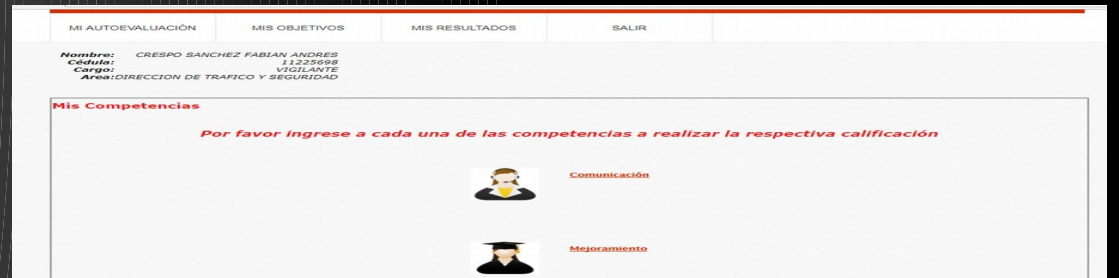 MI AUTOEVALUACIÓN MIS OBJETIVOS MIS RESULTADOS SALIR
Nombre: CRESPO SANCHEZ FABIAN ANDRES
Cédula: 11225698
Cargo: VIGILANTE
Area: DIRECCION DE TRAFICO Y SEGURIDAD
Mis Competencias
Por favor ingrese a cada una de las competencias a realizar la respectiva calificación
Comunicación
Mejoramiento